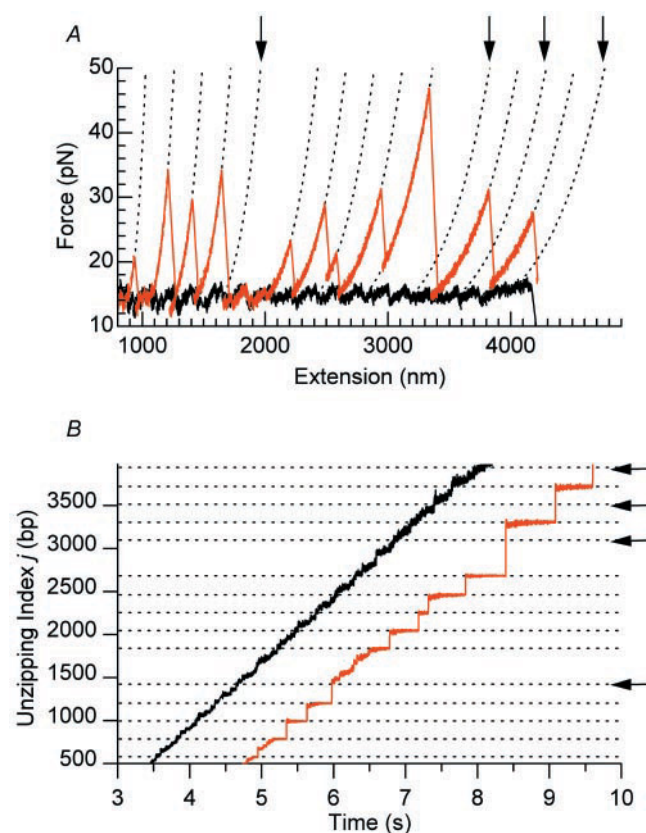 A
50
40
30
20
10
Force (pN)
1000 2000 3000 4000
Extension (nm)
B
3500
3000
2500
2000
1500
1000
500
Unzipping Index j (bp)
3 4 5 6 7 8 9 10
Time (s)